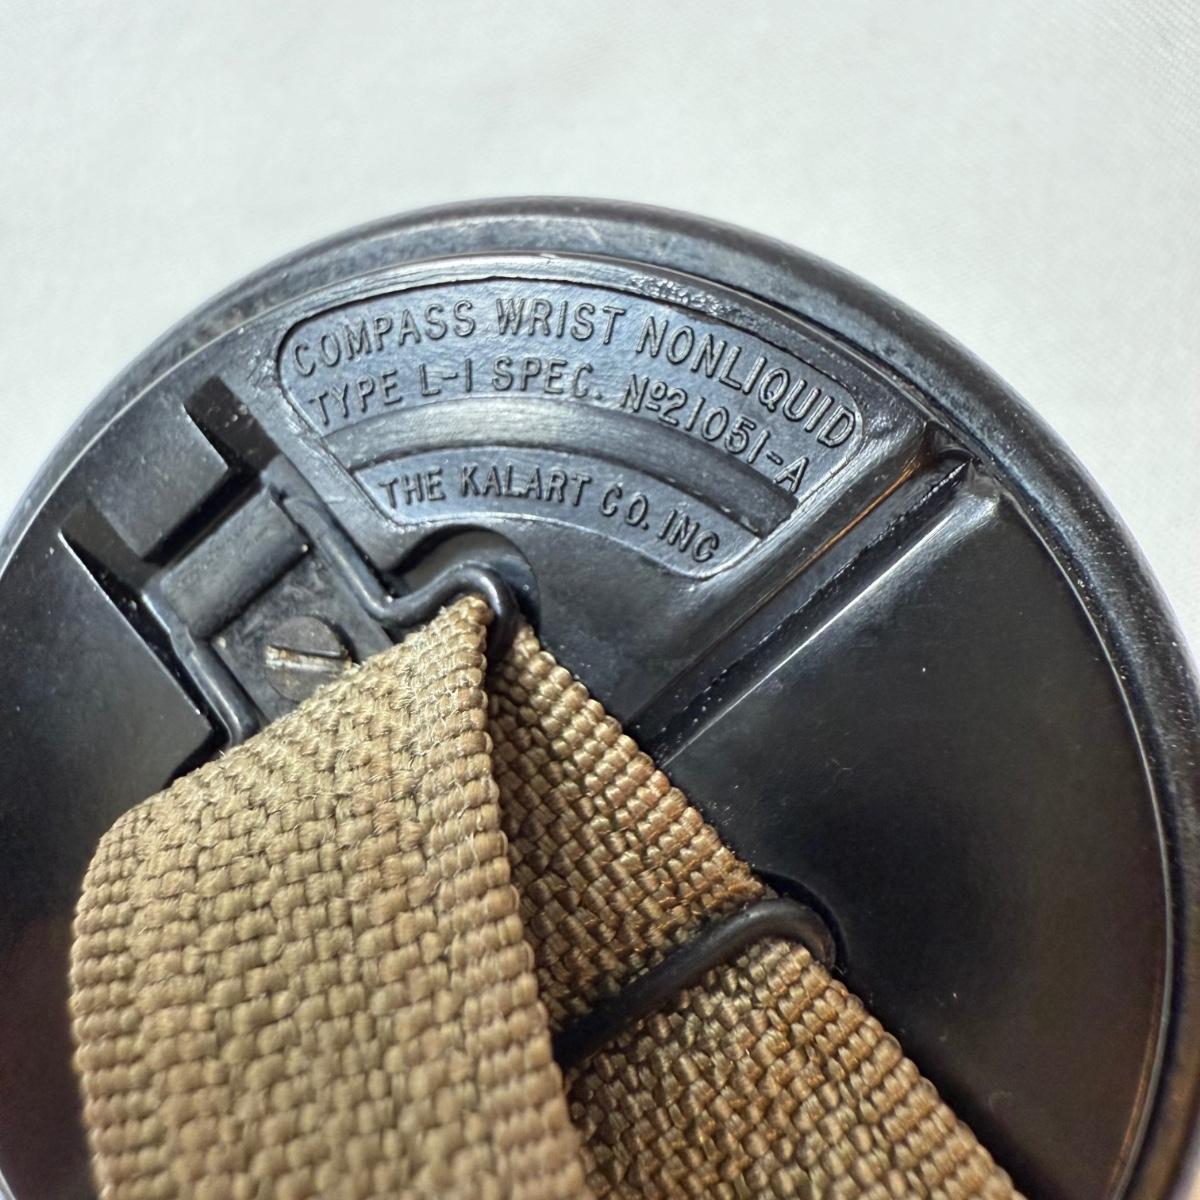 COMPASS WRIST NONLIQUID
TYPE L-1 SPEC. Nº21051-A
THE KALART CO. INC